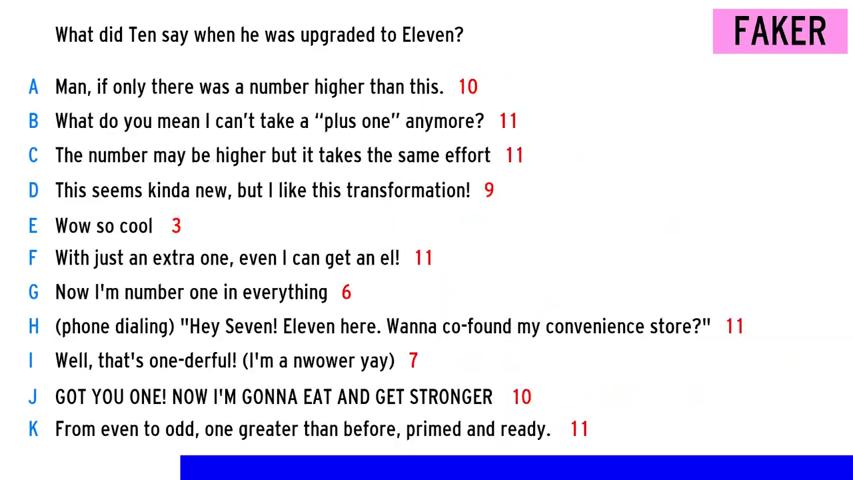 What did Ten say when he was upgraded to Eleven?
FAKER
A Man, if only there was a number higher than this. 10
B What do you mean I can't take a “plus one” anymore? 11
C The number may be higher but it takes the same effort 11
D This seems kinda new, but I like this transformation! 9
E Wow so cool 3
F With just an extra one, even I can get an el! 11
G Now I'm number one in everything 6
H (phone dialing) "Hey Seven! Eleven here. Wanna co-found my convenience store?" 11
I Well, that's one-derful! (I'm a nwower yay) 7
J GOT YOU ONE! NOW I'M GONNA EAT AND GET STRONGER 10
K From even to odd, one greater than before, primed and ready. 11